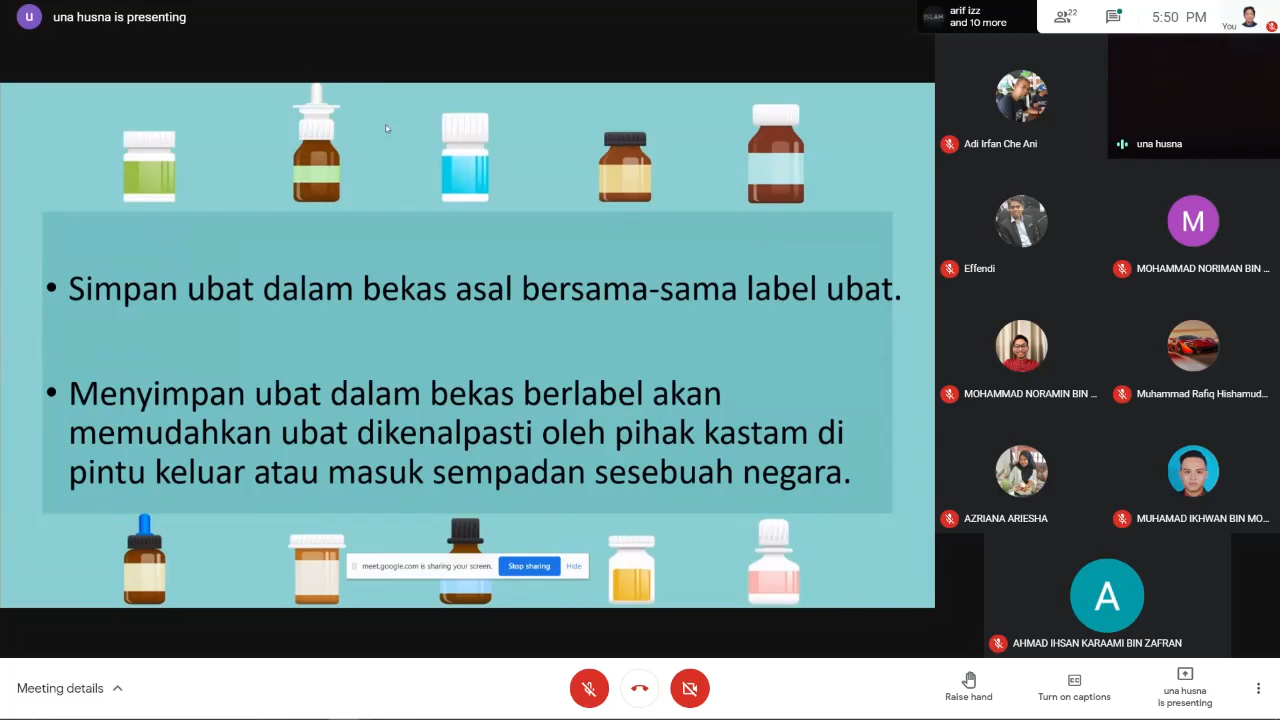 u
una husna is presenting
arif izz
and 10 more
22
5:50 PM
You
Adi Irfan Che Ani
una husna
Effendi
M
MOHAMMAD NORIMAN BIN ...
MOHAMMAD NORAMIN BIN ...
Muhammad Rafiq Hishamud...
AZRIANA ARIESHA
MUHAMAD IKHWAN BIN MO...
A
AHMAD IHSAN KARAAMI BIN ZAFRAN
• Simpan ubat dalam bekas asal bersama-sama label ubat.
• Menyimpan ubat dalam bekas berlabel akan
memudahkan ubat dikenalpasti oleh pihak kastam di
pintu keluar atau masuk sempadan sesebuah negara.
meet.google.com is sharing your screen.
Stop sharing
Hide
Meeting details
Raise hand
Turn on captions
una husna
is presenting